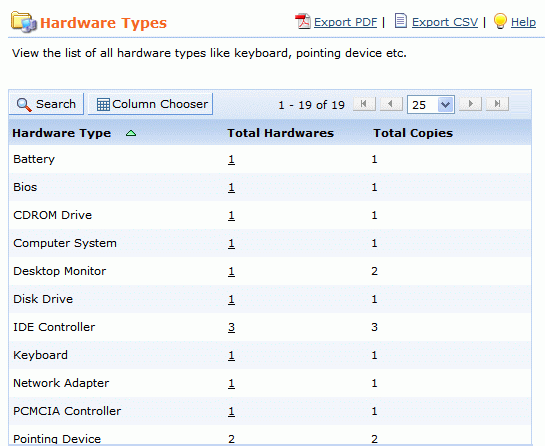 Hardware Types Export PDF | Export CSV | Help
View the list of all hardware types like keyboard, pointing device etc.
Search Column Chooser 1 - 19 of 19 25
Hardware Type Total Hardwares Total Copies
Battery 1 1
Bios 1 1
CDROM Drive 1 1
Computer System 1 1
Desktop Monitor 1 2
Disk Drive 1 1
IDE Controller 3 3
Keyboard 1 1
Network Adapter 1 1
PCMCIA Controller 1 1
Pointing Device 2 2